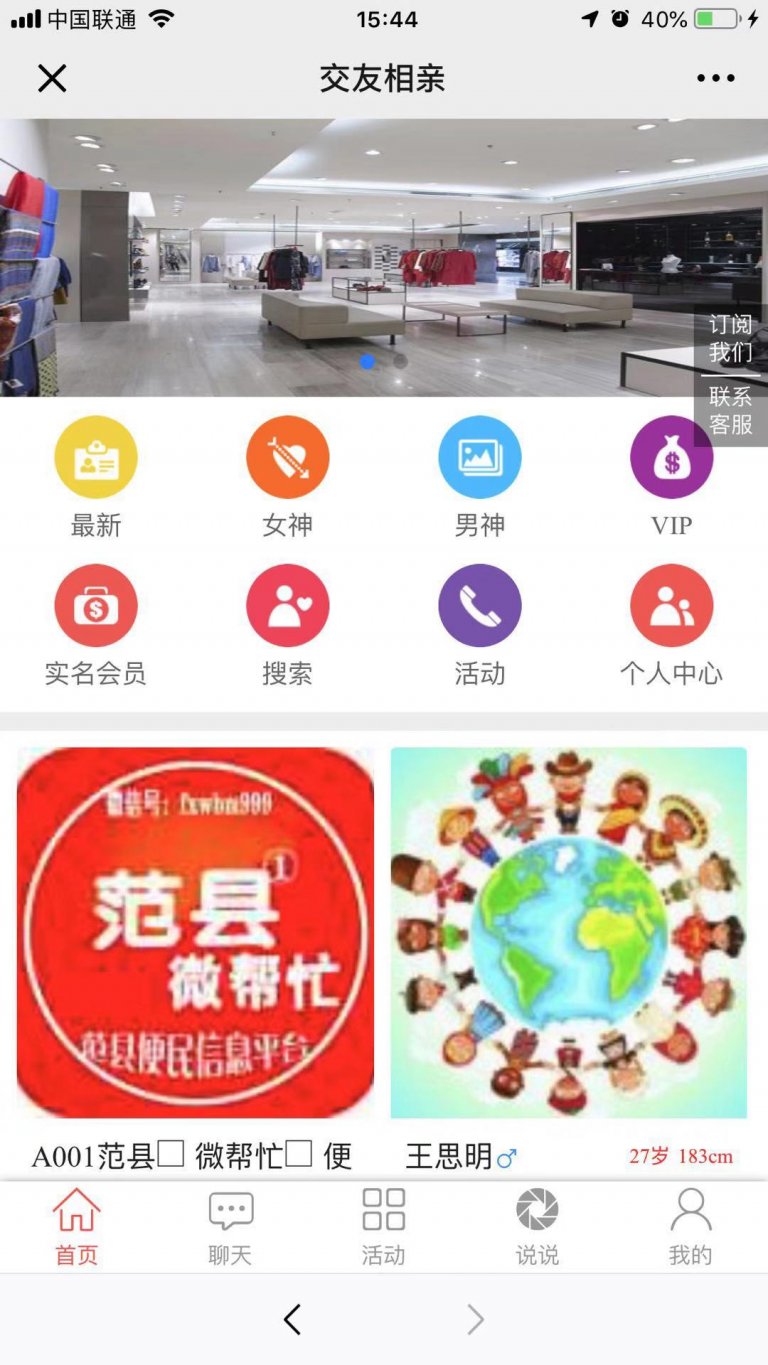 中国联通
15:44
40%
交友相亲
订阅
我们
联系
客服
最新
女神
男神
VIP
实名会员
搜索
活动
个人中心
微信号：fxwbm999
范县①
微帮忙
范县便民信息平台
A001范县□ 微帮忙□ 便
王思明♂
27岁 183cm
首页
聊天
活动
说说
我的